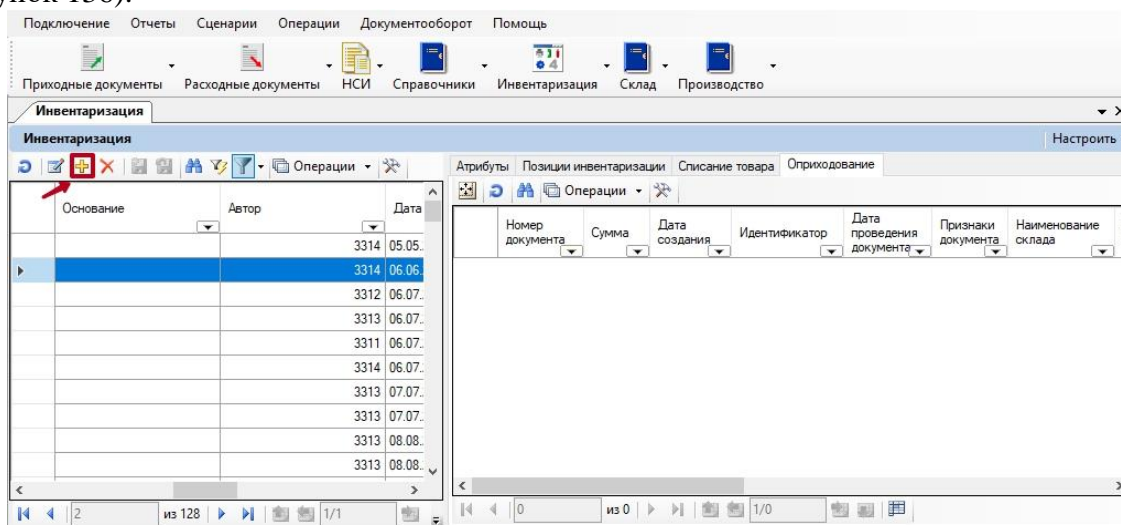 унок 138).
Подключение Отчеты Сценарии Операции Документооборот Помощь
Приходные документы Расходные документы НСИ Справочники Инвентаризация Склад Производство
Инвентаризация
Инвентаризация Настроить
Операции
Атрибуты Позиции инвентаризации Списание товара Оприходование
Операции
Основание Автор Дата
Номер документа Сумма Дата создания Идентификатор Дата проведения документа Признаки документа Наименование склада
3314 05.05.
3314 06.06.
3312 06.07.
3313 06.07.
3311 06.07.
3314 06.07.
3313 07.07.
3313 07.07.
3313 08.08.
3313 08.08.
2 из 128 1/1
0 из 0 1/0